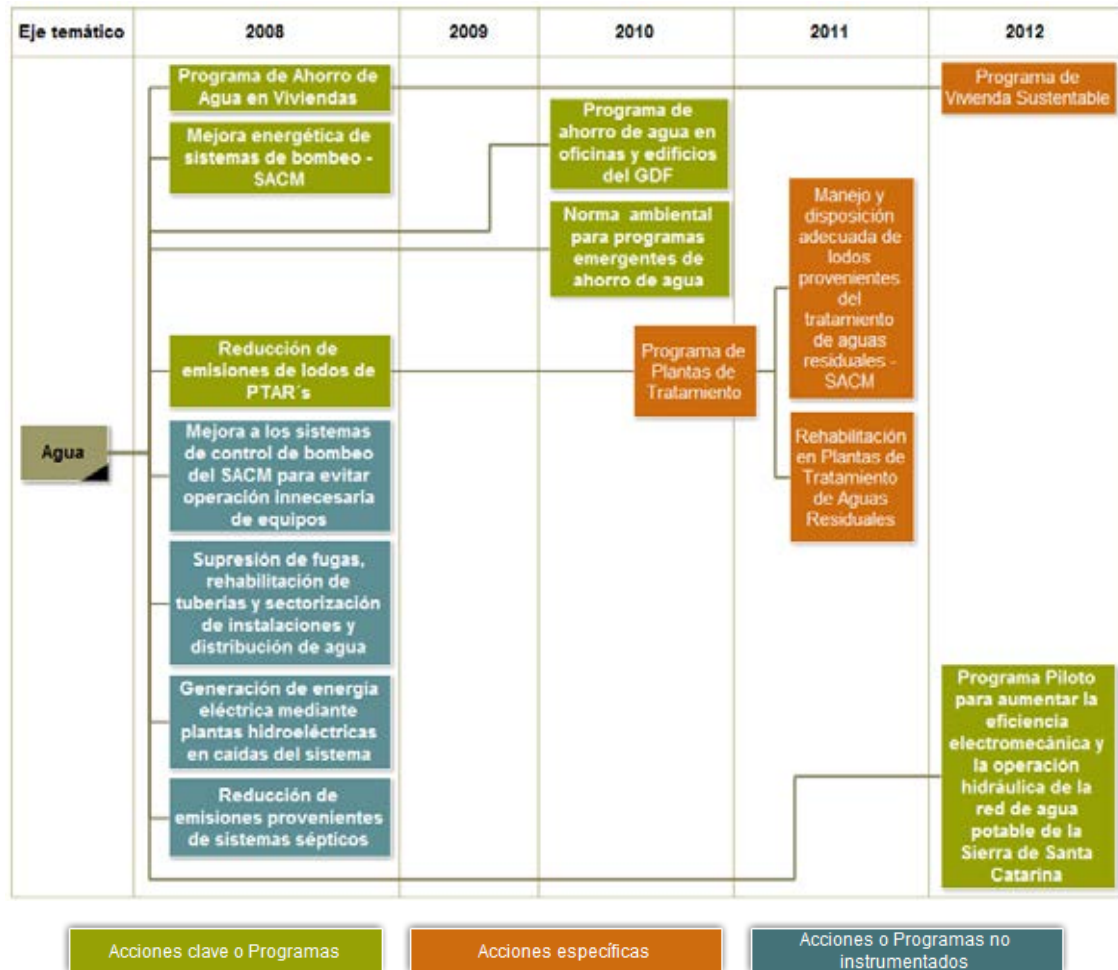 Eje temático
2008
2009
2010
2011
2012
Programa de Ahorro de
Agua en Viviendas
Programa de
Vivienda Sustentable
Mejora energética de
sistemas de bombeo -
SACM
Programa de
ahorro de agua en
oficinas y edificios
del GDF
Norma ambiental
para programas
emergentes de
ahorro de agua
Manejo y
disposición
adecuada de
lodos
provenientes
del
tratamiento
de aguas
residuales -
SACM
Reducción de
emisiones de lodos de
PTAR´s
Programa de
Plantas de
Tratamiento
Rehabilitación
en Plantas de
Tratamiento
de Aguas
Residuales
Agua
Mejora a los sistemas
de control de bombeo
del SACM para evitar
operación innecesaria
de equipos
Supresión de fugas,
rehabilitación de
tuberías y sectorización
de instalaciones y
distribución de agua
Generación de energía
eléctrica mediante
plantas hidroeléctricas
en caídas del sistema
Reducción de
emisiones provenientes
de sistemas sépticos
Programa Piloto
para aumentar la
eficiencia
electromecánica y
la operación
hidráulica de la
red de agua
potable de la
Sierra de Santa
Catarina
Acciones clave o Programas
Acciones específicas
Acciones o Programas no
instrumentados